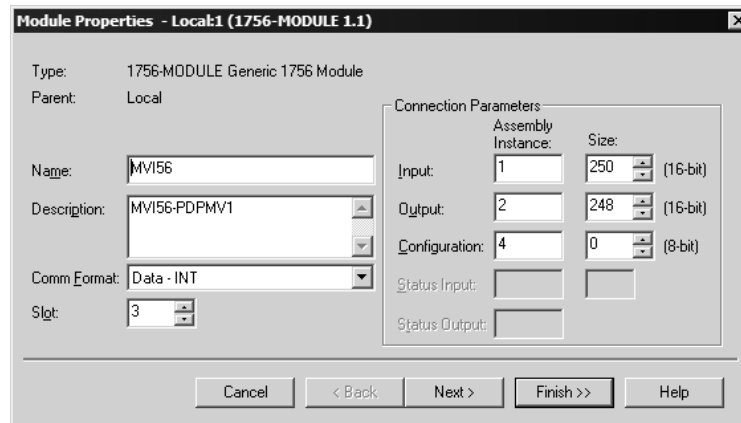 Module Properties - Local:1 (1756-MODULE 1.1)
Type: 1756-MODULE Generic 1756 Module
Parent: Local
Connection Parameters
Assembly Instance: Size:
Name: MVI56
Input: 1 250 (16-bit)
Description: MVI56-PDPMV1
Output: 2 248 (16-bit)
Configuration: 4 0 (8-bit)
Comm Format: Data - INT
Status Input:
Slot: 3
Status Output:
Cancel < Back Next > Finish >> Help